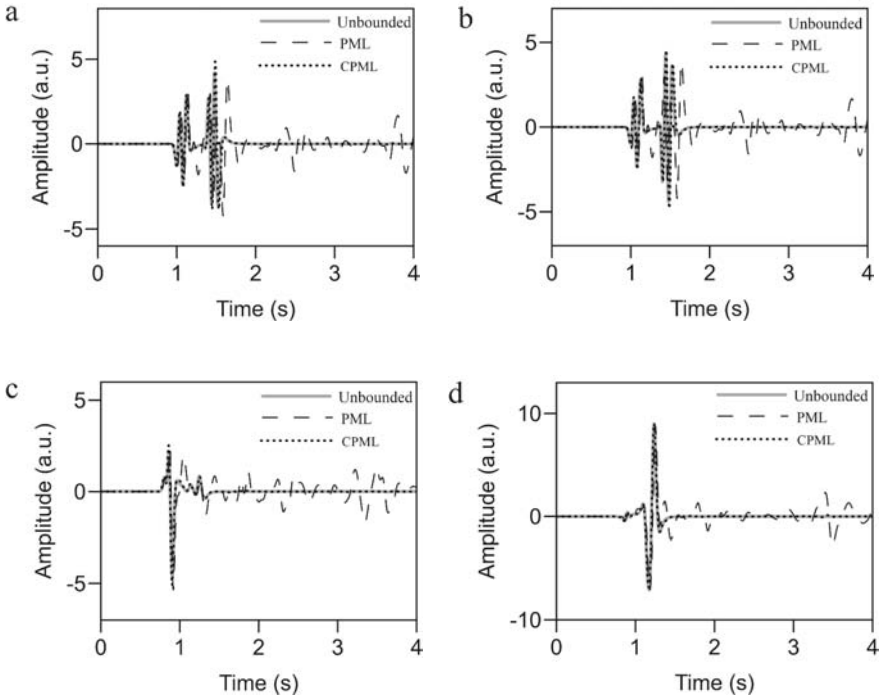 a
Unbounded
PML
CPML
Amplitude (a.u.)
5
0
-5
0
1
2
3
4
Time (s)
b
Unbounded
PML
CPML
Amplitude (a.u.)
5
0
-5
0
1
2
3
4
Time (s)
c
Unbounded
PML
CPML
Amplitude (a.u.)
5
0
-5
0
1
2
3
4
Time (s)
d
Unbounded
PML
CPML
Amplitude (a.u.)
10
0
-10
0
1
2
3
4
Time (s)